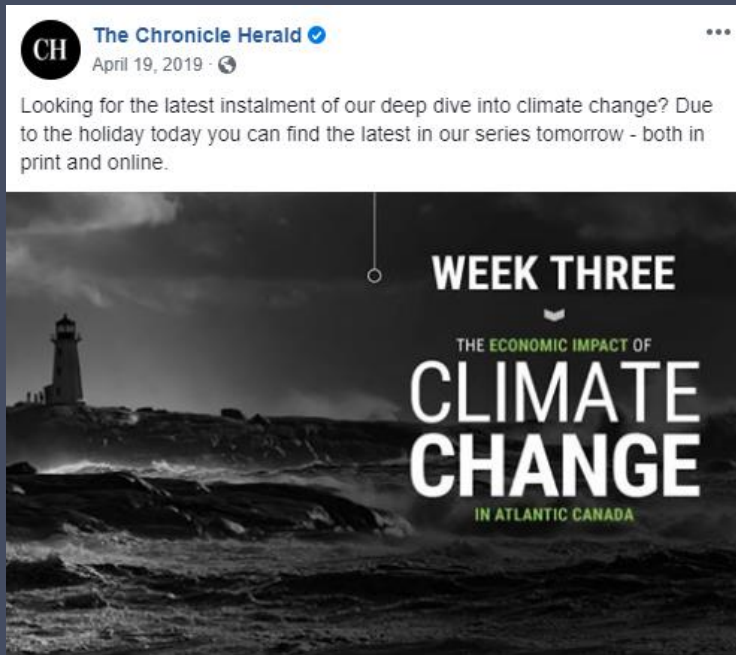 CH
The Chronicle Herald
April 19, 2019 ·
Looking for the latest instalment of our deep dive into climate change? Due
to the holiday today you can find the latest in our series tomorrow - both in
print and online.
WEEK THREE
THE ECONOMIC IMPACT OF
CLIMATE
CHANGE
IN ATLANTIC CANADA